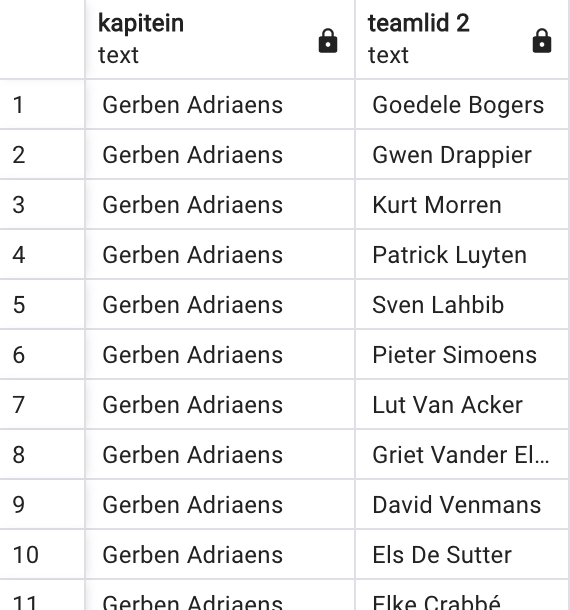 kapitein teamlid 2
text text
1 Gerben Adriaens Goedele Bogers
2 Gerben Adriaens Gwen Drappier
3 Gerben Adriaens Kurt Morren
4 Gerben Adriaens Patrick Luyten
5 Gerben Adriaens Sven Lahbib
6 Gerben Adriaens Pieter Simoens
7 Gerben Adriaens Lut Van Acker
8 Gerben Adriaens Griet Vander El...
9 Gerben Adriaens David Venmans
10 Gerben Adriaens Els De Sutter
11 Gerben Adriaens Elke Crabbé